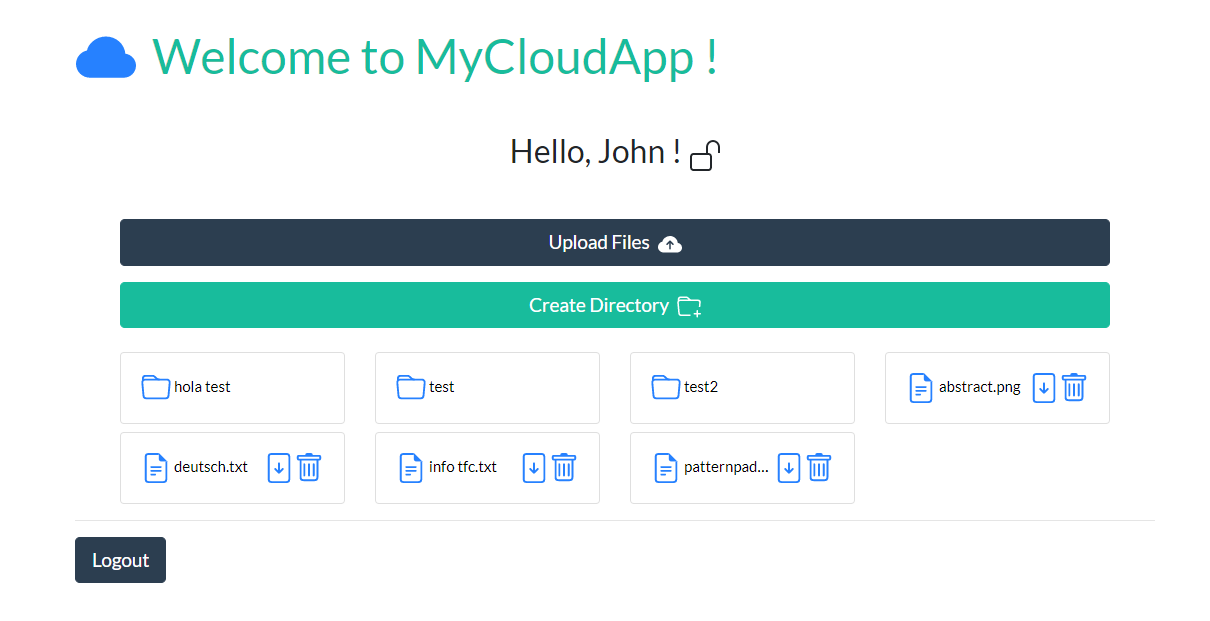 Welcome to MyCloudApp !
Hello, John !
Upload Files
Create Directory
hola test
test
test2
abstract.png
deutsch.txt
info tfc.txt
patternpad...
Logout